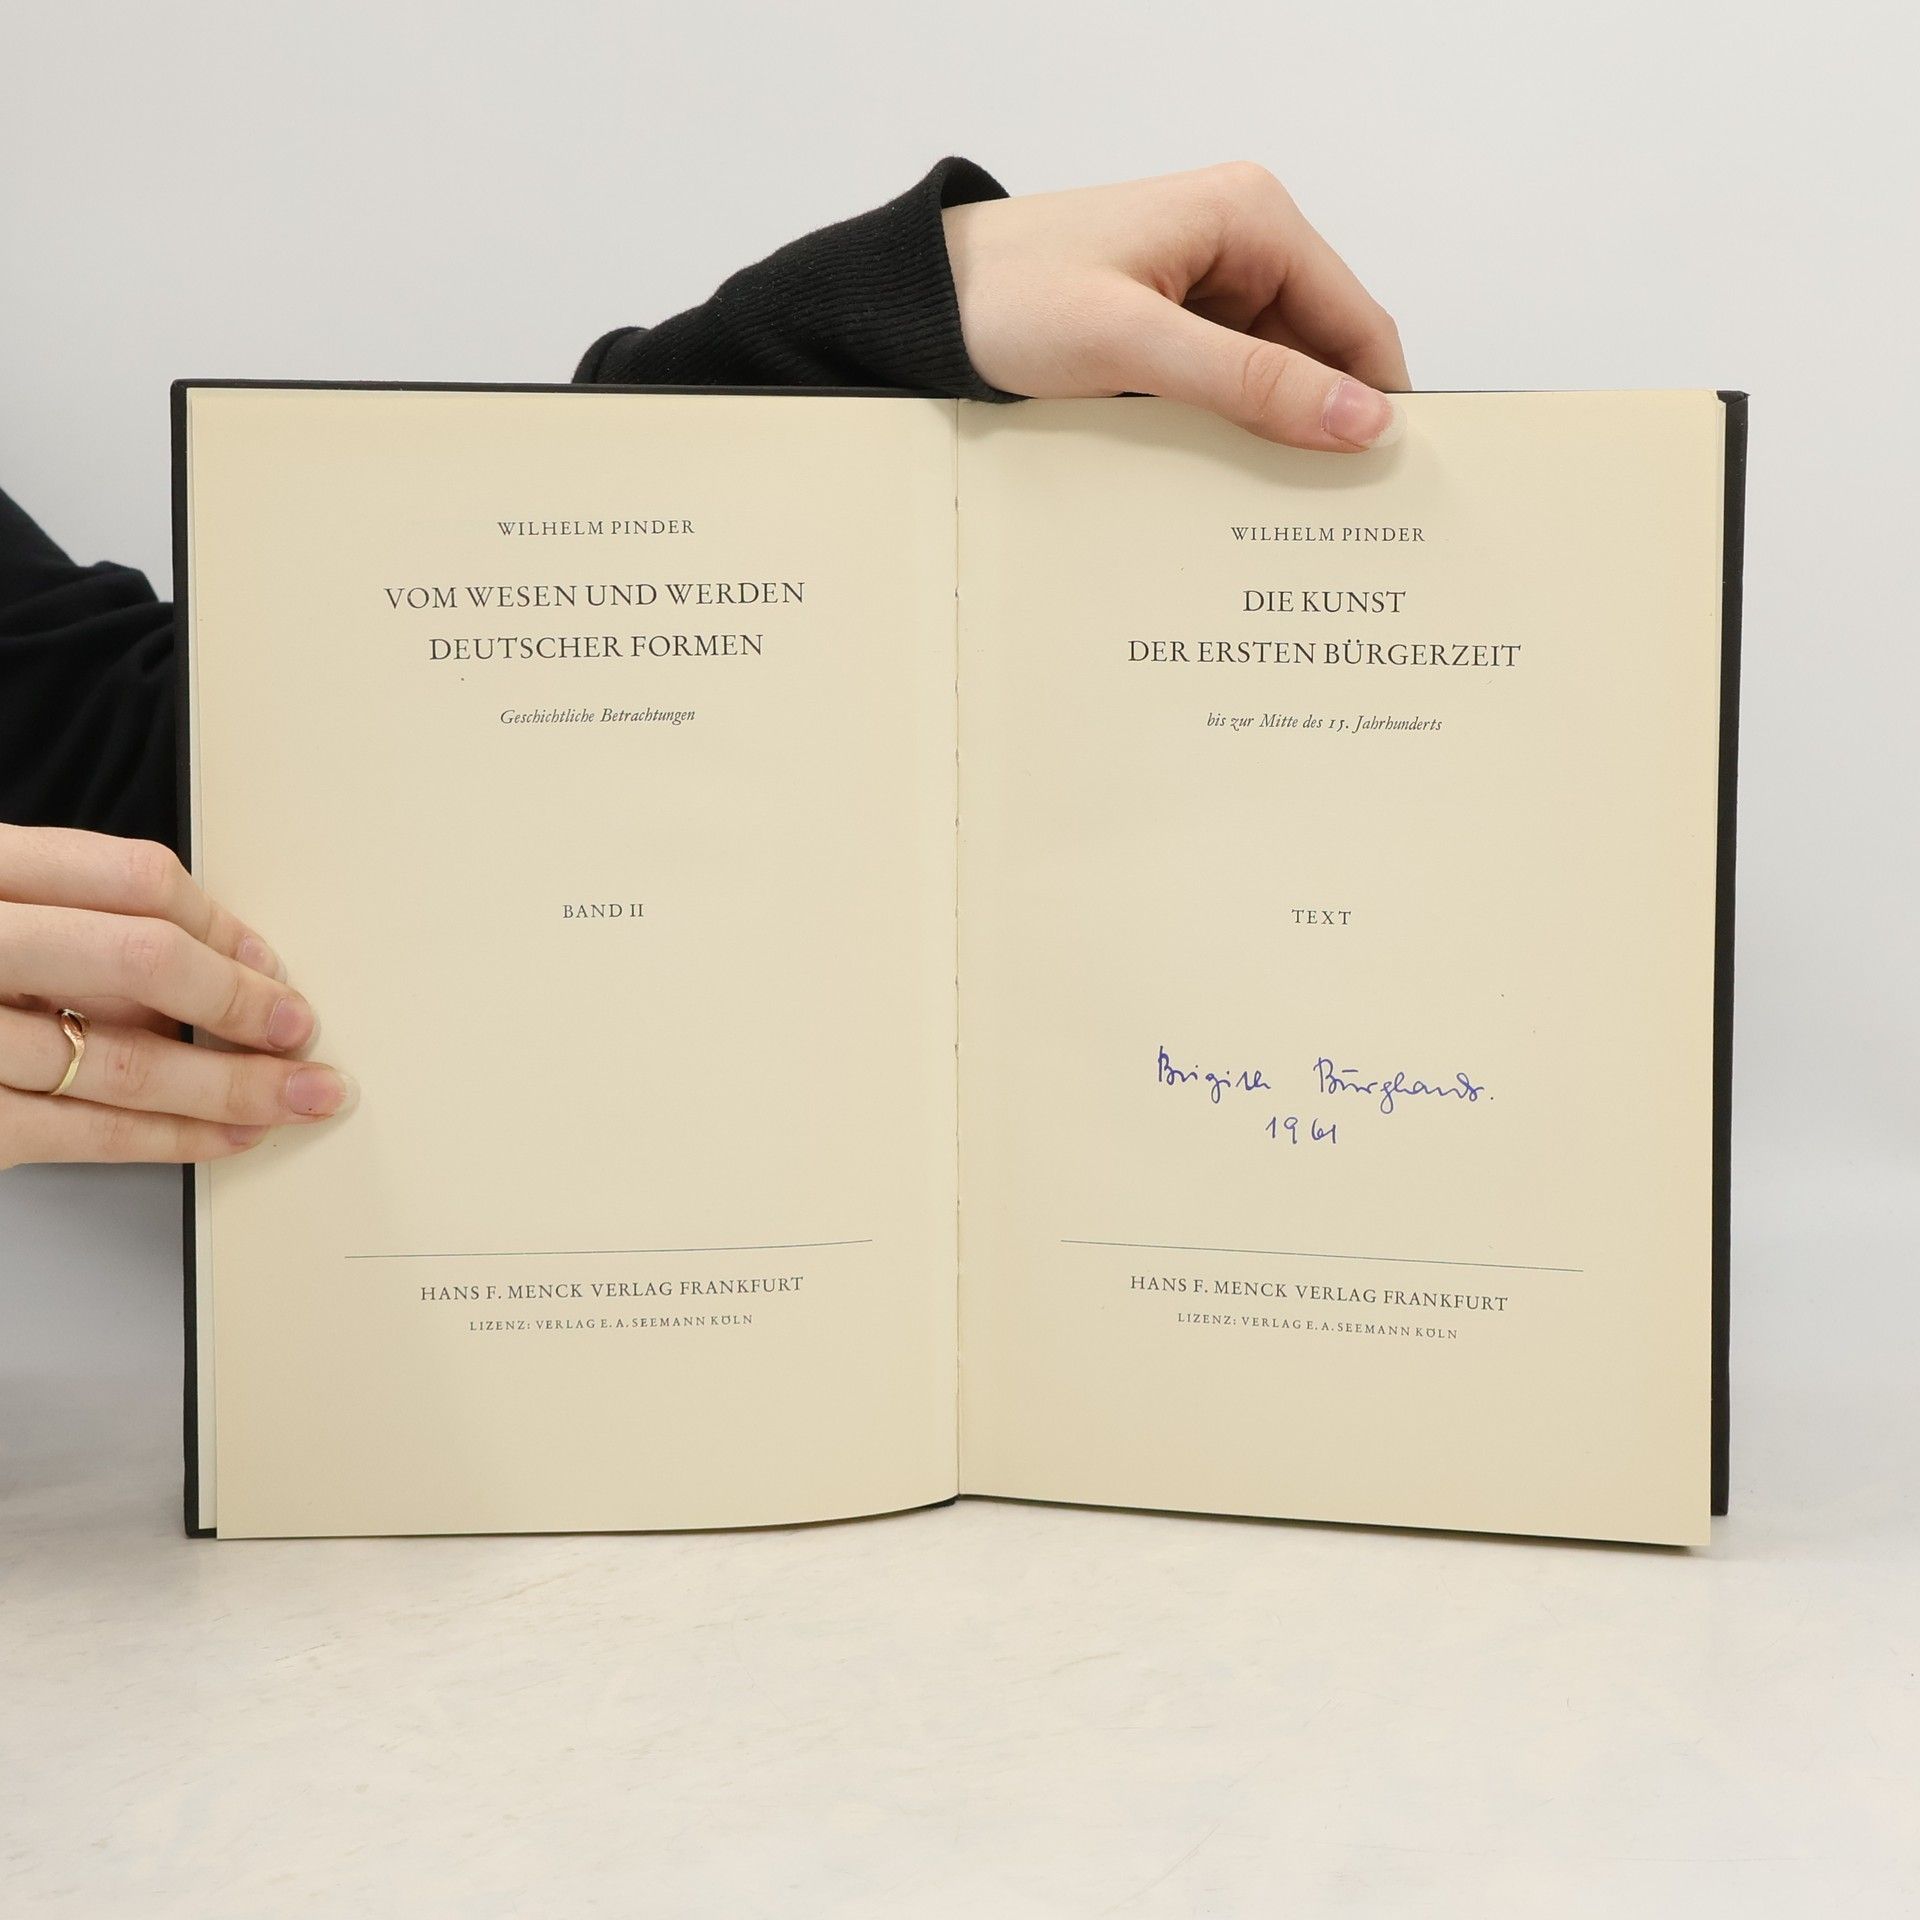 WILHELM PINDER
VOM WESEN UND WERDEN
DEUTSCHER FORMEN
Geschichtliche Betrachtungen
BAND II
HANS F. MENCK VERLAG FRANKFURT
LIZENZ: VERLAG E. A. SEEMANN KÖLN
WILHELM PINDER
DIE KUNST
DER ERSTEN BÜRGERZEIT
bis zur Mitte des 15. Jahrhunderts
TEXT
1961
HANS F. MENCK VERLAG FRANKFURT
LIZENZ: VERLAG E. A. SEEMANN KÖLN